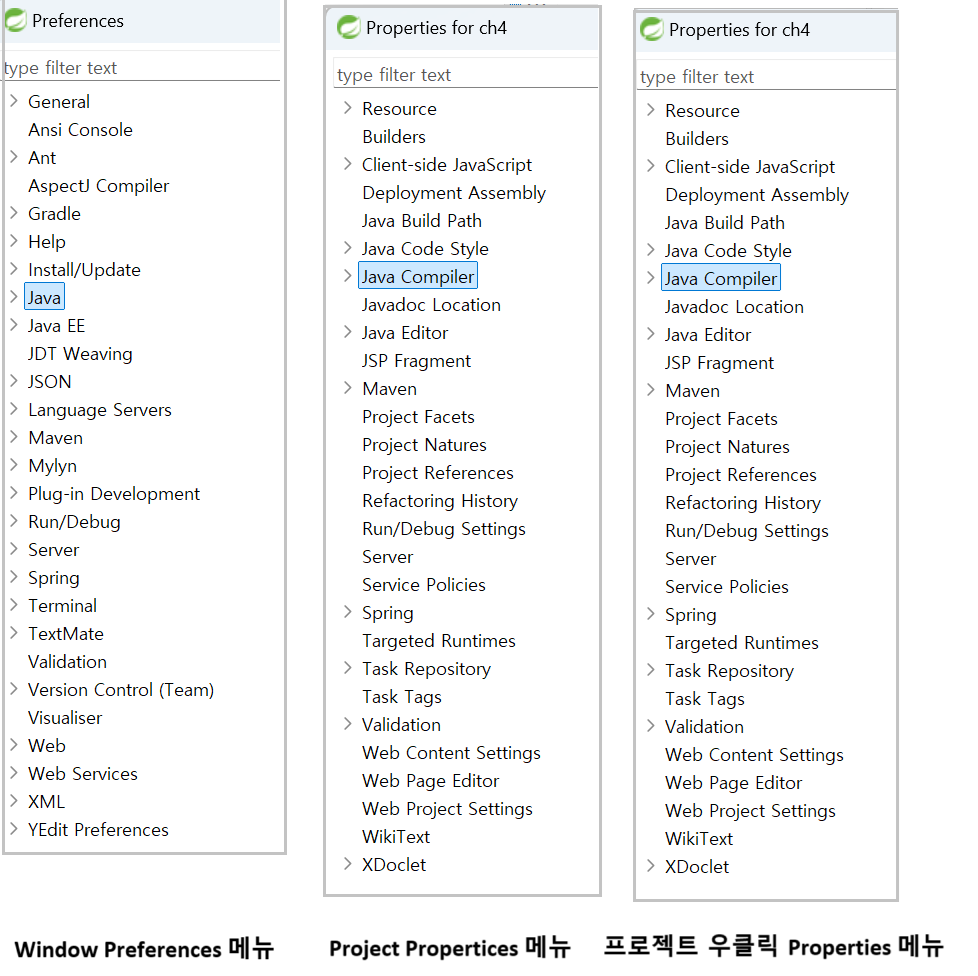 Preferences
type filter text
General
Ansi Console
Ant
AspectJ Compiler
Gradle
Help
Install/Update
Java
Java EE
JDT Weaving
JSON
Language Servers
Maven
Mylyn
Plug-in Development
Run/Debug
Server
Spring
Terminal
TextMate
Validation
Version Control (Team)
Visualiser
Web
Web Services
XML
YEdit Preferences
Window Preferences 메뉴
Properties for ch4
type filter text
Resource
Builders
Client-side JavaScript
Deployment Assembly
Java Build Path
Java Code Style
Java Compiler
Javadoc Location
Java Editor
JSP Fragment
Maven
Project Facets
Project Natures
Project References
Refactoring History
Run/Debug Settings
Server
Service Policies
Spring
Targeted Runtimes
Task Repository
Task Tags
Validation
Web Content Settings
Web Page Editor
Web Project Settings
WikiText
XDoclet
Project Propertices 메뉴
Properties for ch4
type filter text
Resource
Builders
Client-side JavaScript
Deployment Assembly
Java Build Path
Java Code Style
Java Compiler
Javadoc Location
Java Editor
JSP Fragment
Maven
Project Facets
Project Natures
Project References
Refactoring History
Run/Debug Settings
Server
Service Policies
Spring
Targeted Runtimes
Task Repository
Task Tags
Validation
Web Content Settings
Web Page Editor
Web Project Settings
WikiText
XDoclet
프로젝트 우클릭 Properties 메뉴